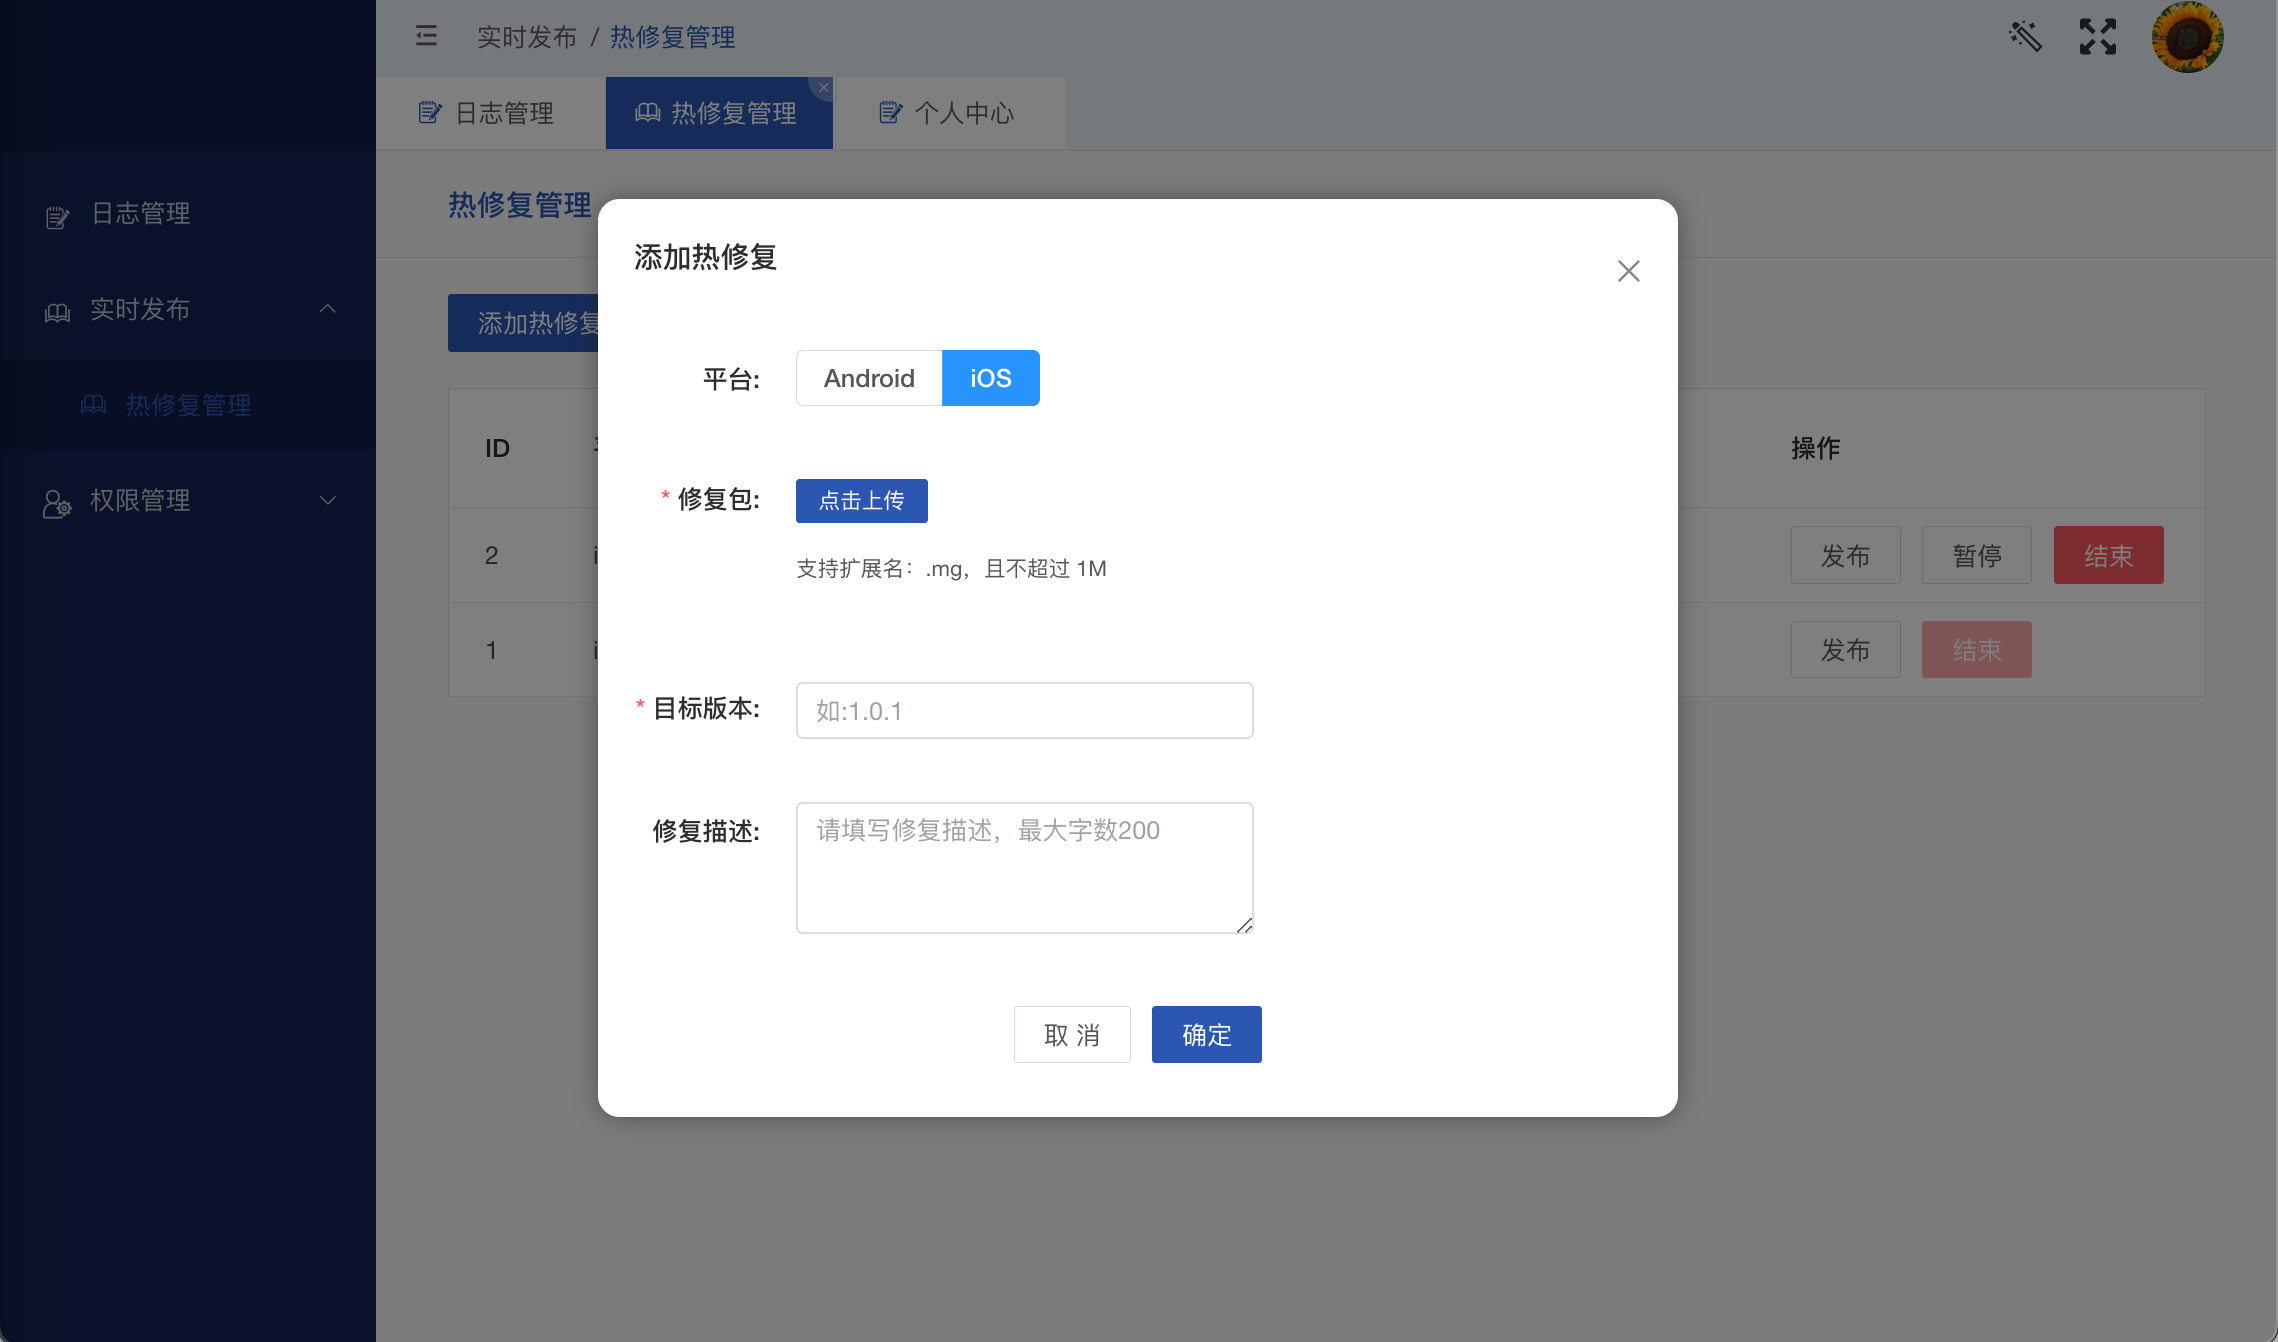 实时发布 / 热修复管理
日志管理
热修复管理
个人中心
日志管理
实时发布
热修复管理
权限管理
热修复管理
添加热修复
ID
操作
2
发布
暂停
结束
1
发布
结束
添加热修复
平台:
Android
iOS
* 修复包:
点击上传
支持扩展名：.mg，且不超过 1M
* 目标版本:
如:1.0.1
修复描述:
请填写修复描述，最大字数200
取 消
确定